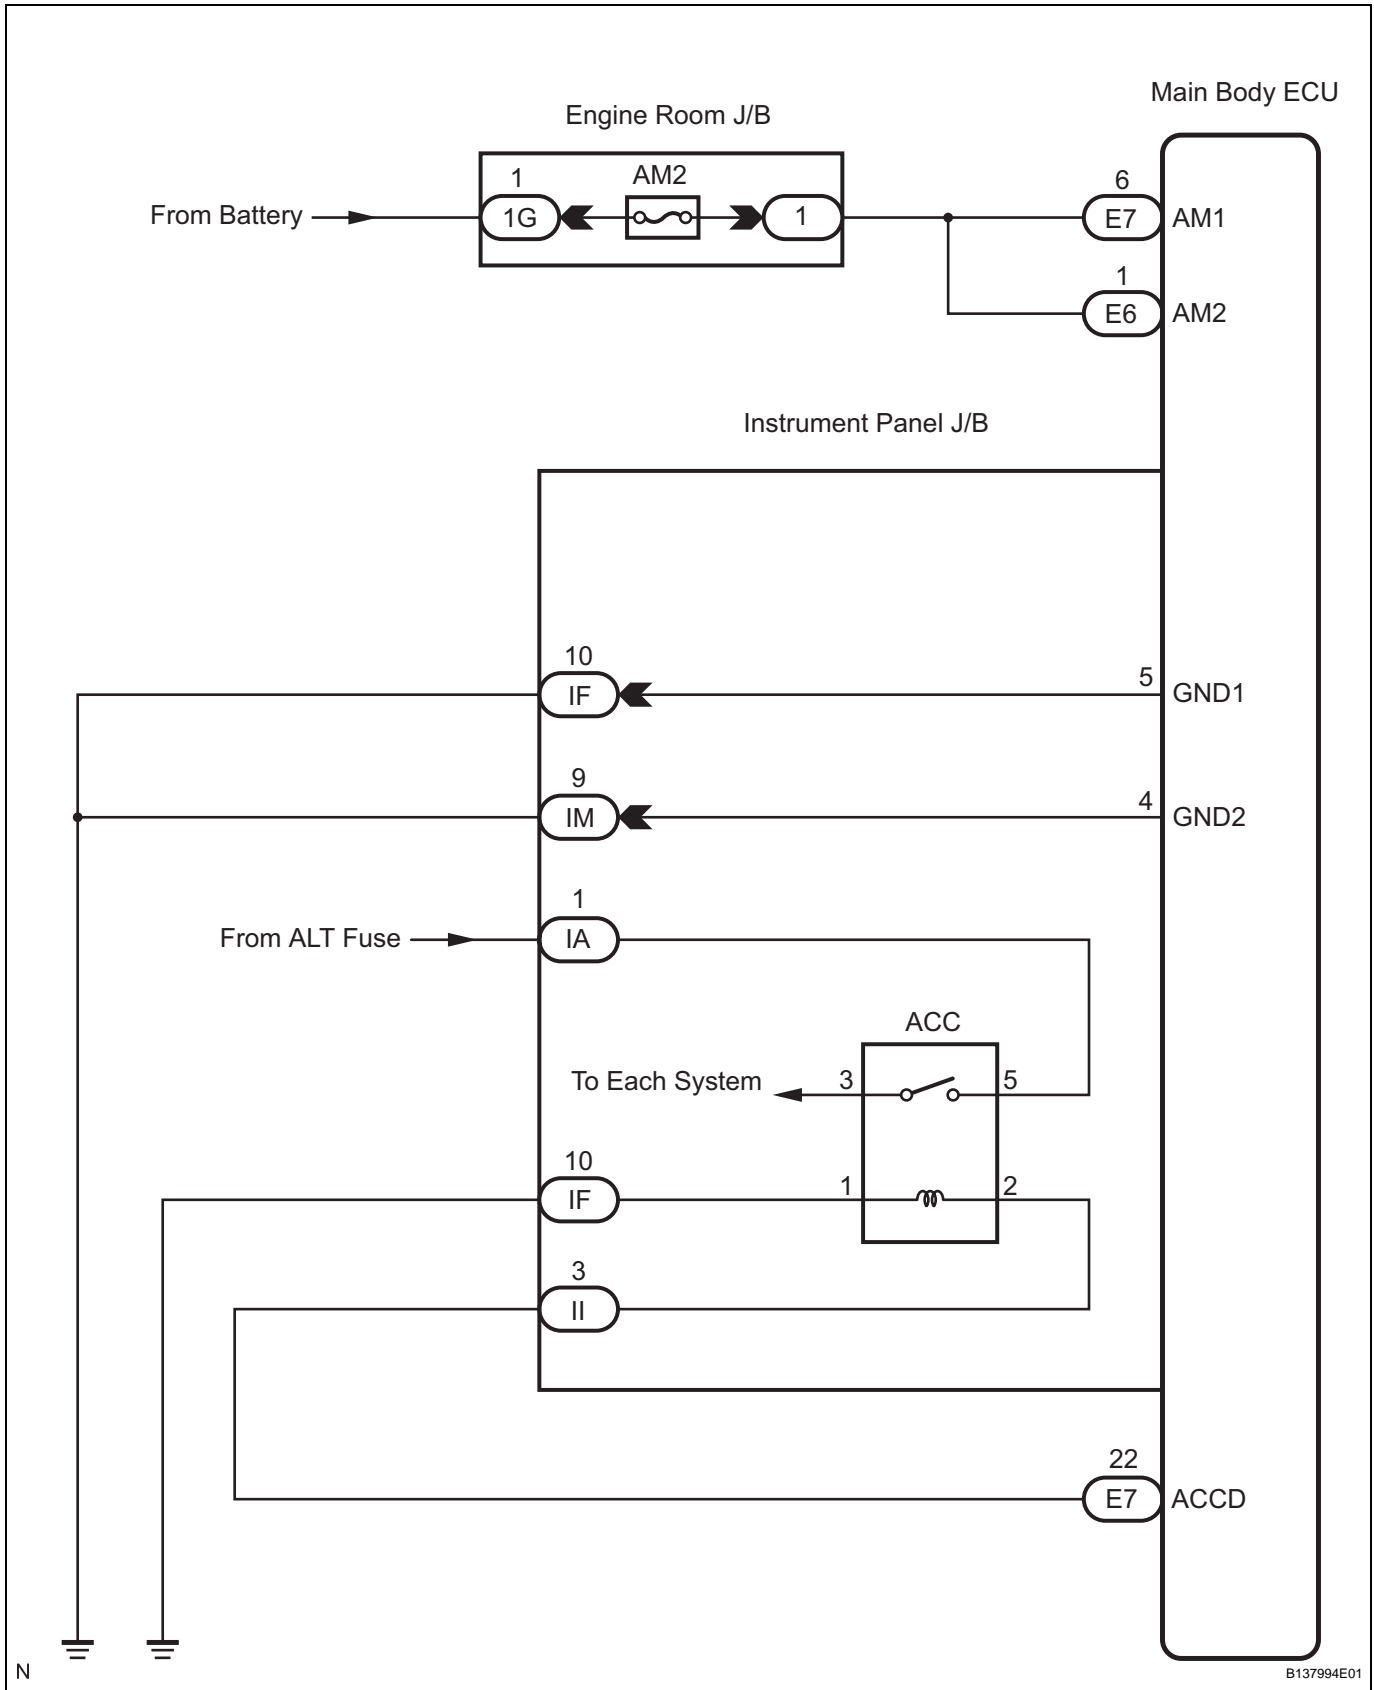 Main Body ECU
Engine Room J/B
1
AM2
6
From Battery
1G
1
E7
AM1
1
E6
AM2
Instrument Panel J/B
10
IF
5
GND1
9
IM
4
GND2
1
From ALT Fuse
IA
ACC
To Each System
3
5
10
IF
1
2
3
II
22
E7
ACCD
N
B137994E01